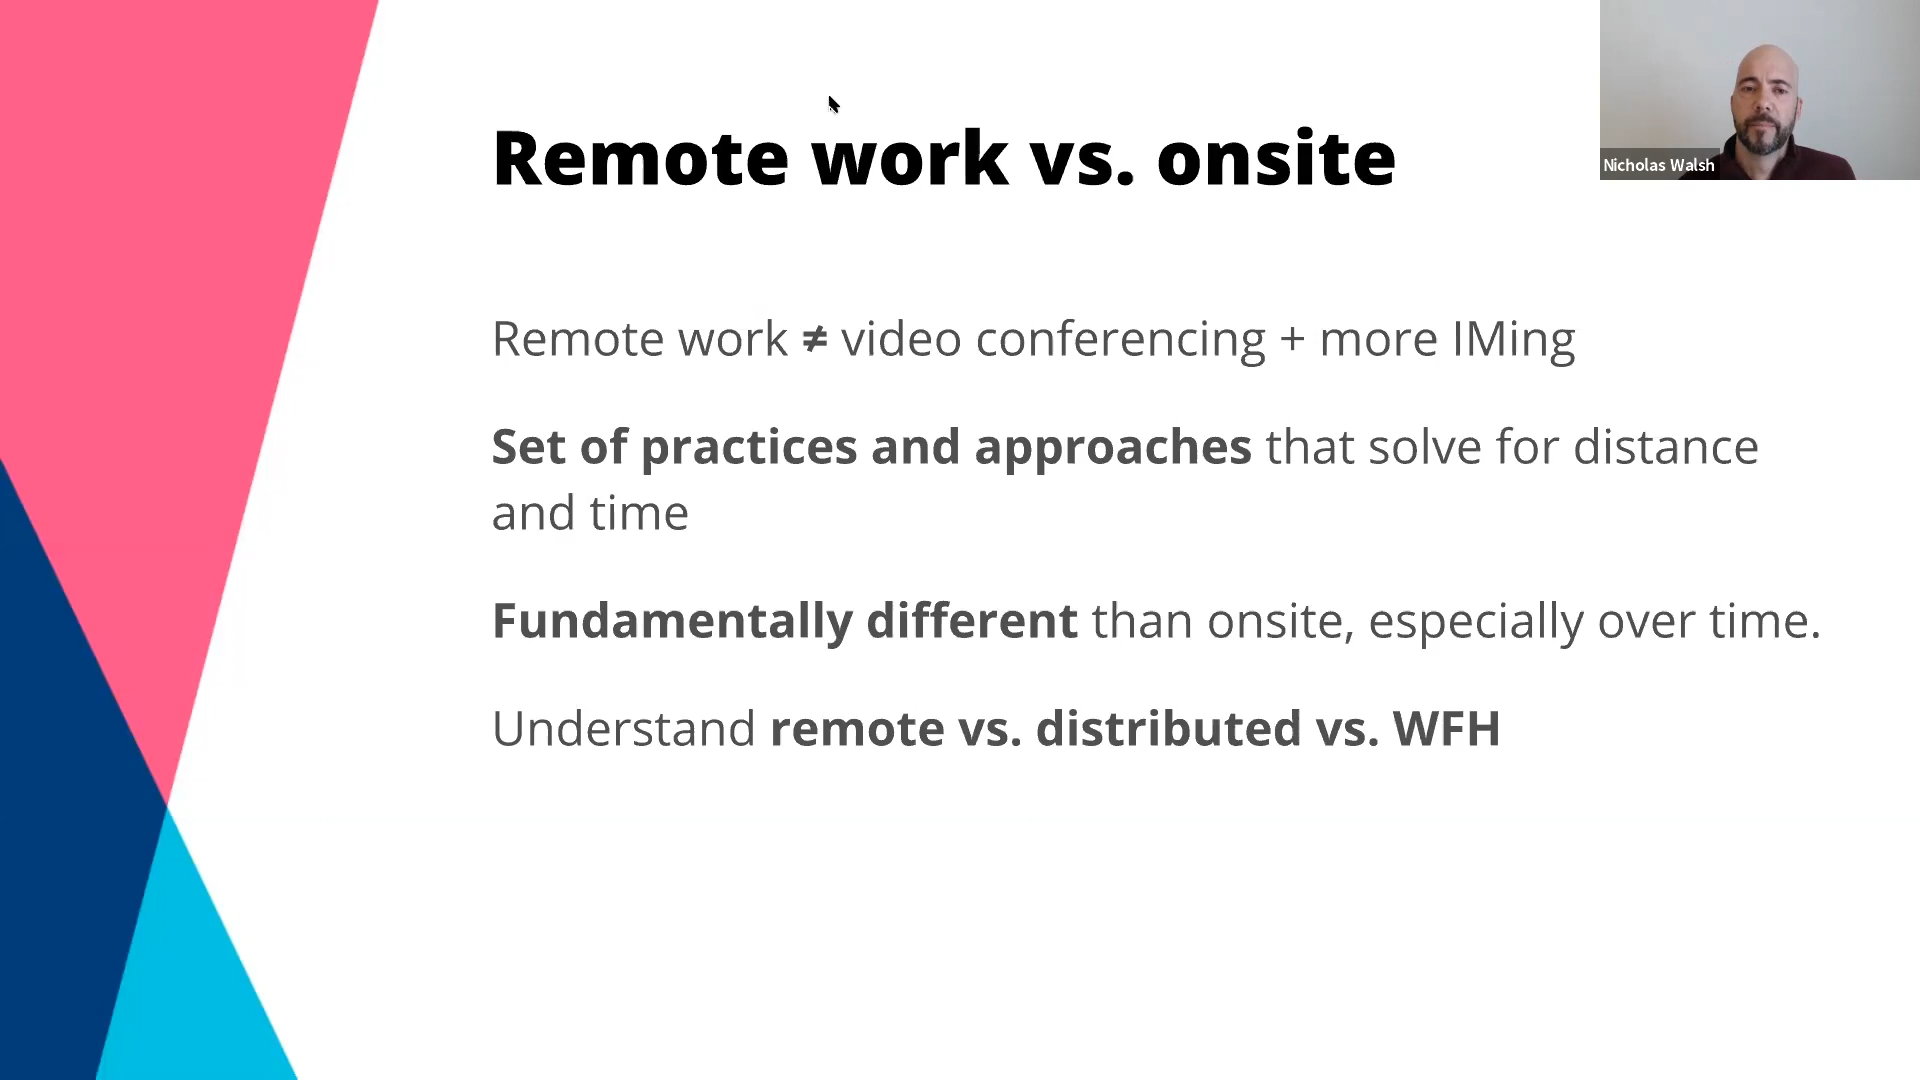 Remote work vs. onsite
Nicholas Walsh
Remote work ≠ video conferencing + more IMing
Set of practices and approaches that solve for distance
and time
Fundamentally different than onsite, especially over time.
Understand remote vs. distributed vs. WFH